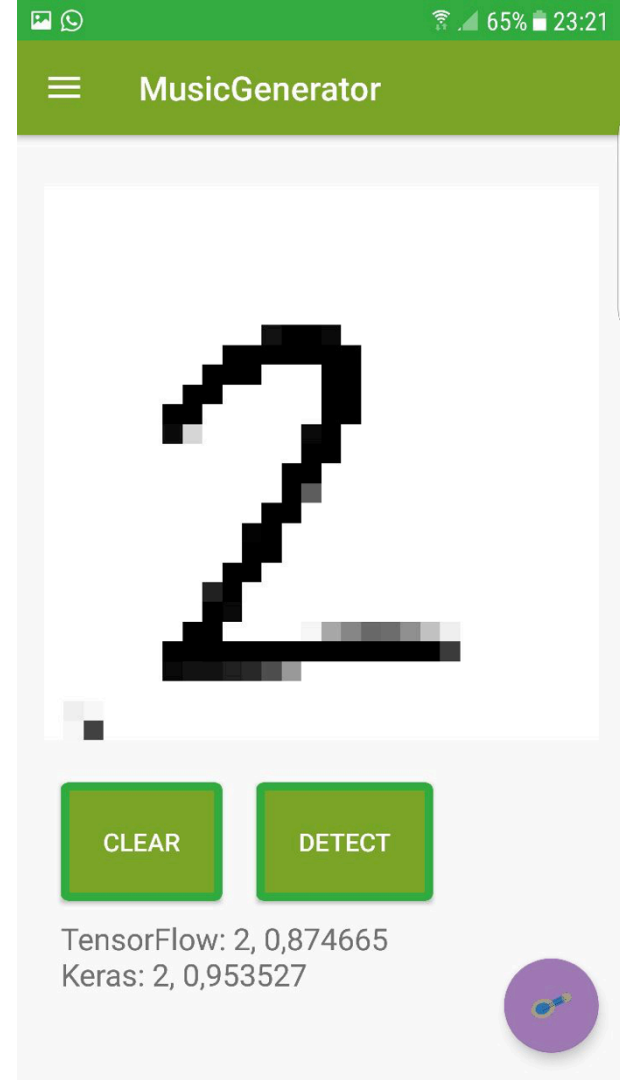 65% 23:21
MusicGenerator
2
CLEAR DETECT
TensorFlow: 2, 0,874665
Keras: 2, 0,953527